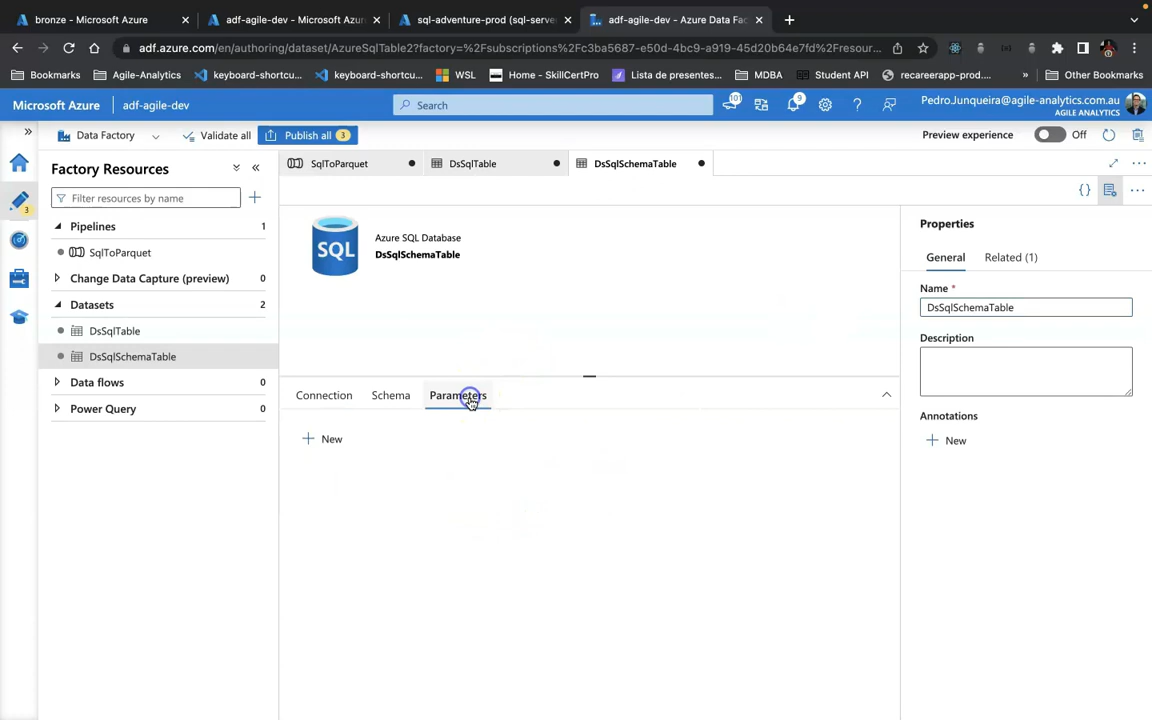 bronze - Microsoft Azure
adf-agile-dev - Microsoft Azur
sql-adventure-prod (sql-serve
adf-agile-dev - Azure Data Fac
adf.azure.com/en/authoring/dataset/AzureSqlTable2?factory=%2Fsubscriptions%2Fc3ba5687-e50d-4bc9-a919-45d20b64e7fd%2Fresour...
Bookmarks
Agile-Analytics
keyboard-shortcu...
keyboard-shortcu...
WSL
Home - SkillCertPro
Lista de presentes...
MDBA
Student API
recareerapp-prod....
»
Other Bookmarks
Microsoft Azure
adf-agile-dev
Search
101
9
PedroJunqueira@agile-analytics.com.au
AGILE ANALYTICS
Data Factory
Validate all
Publish all 3
Preview experience
Off
Factory Resources
Filter resources by name
Pipelines 1
SqlToParquet
Change Data Capture (preview) 0
Datasets 2
DsSqlTable
DsSqlSchemaTable
Data flows 0
Power Query 0
3
SqlToParquet
DsSqlTable
DsSqlSchemaTable
SQL
Azure SQL Database
DsSqlSchemaTable
Connection
Schema
Parameters
New
Properties
General
Related (1)
Name *
DsSqlSchemaTable
Description
Annotations
New